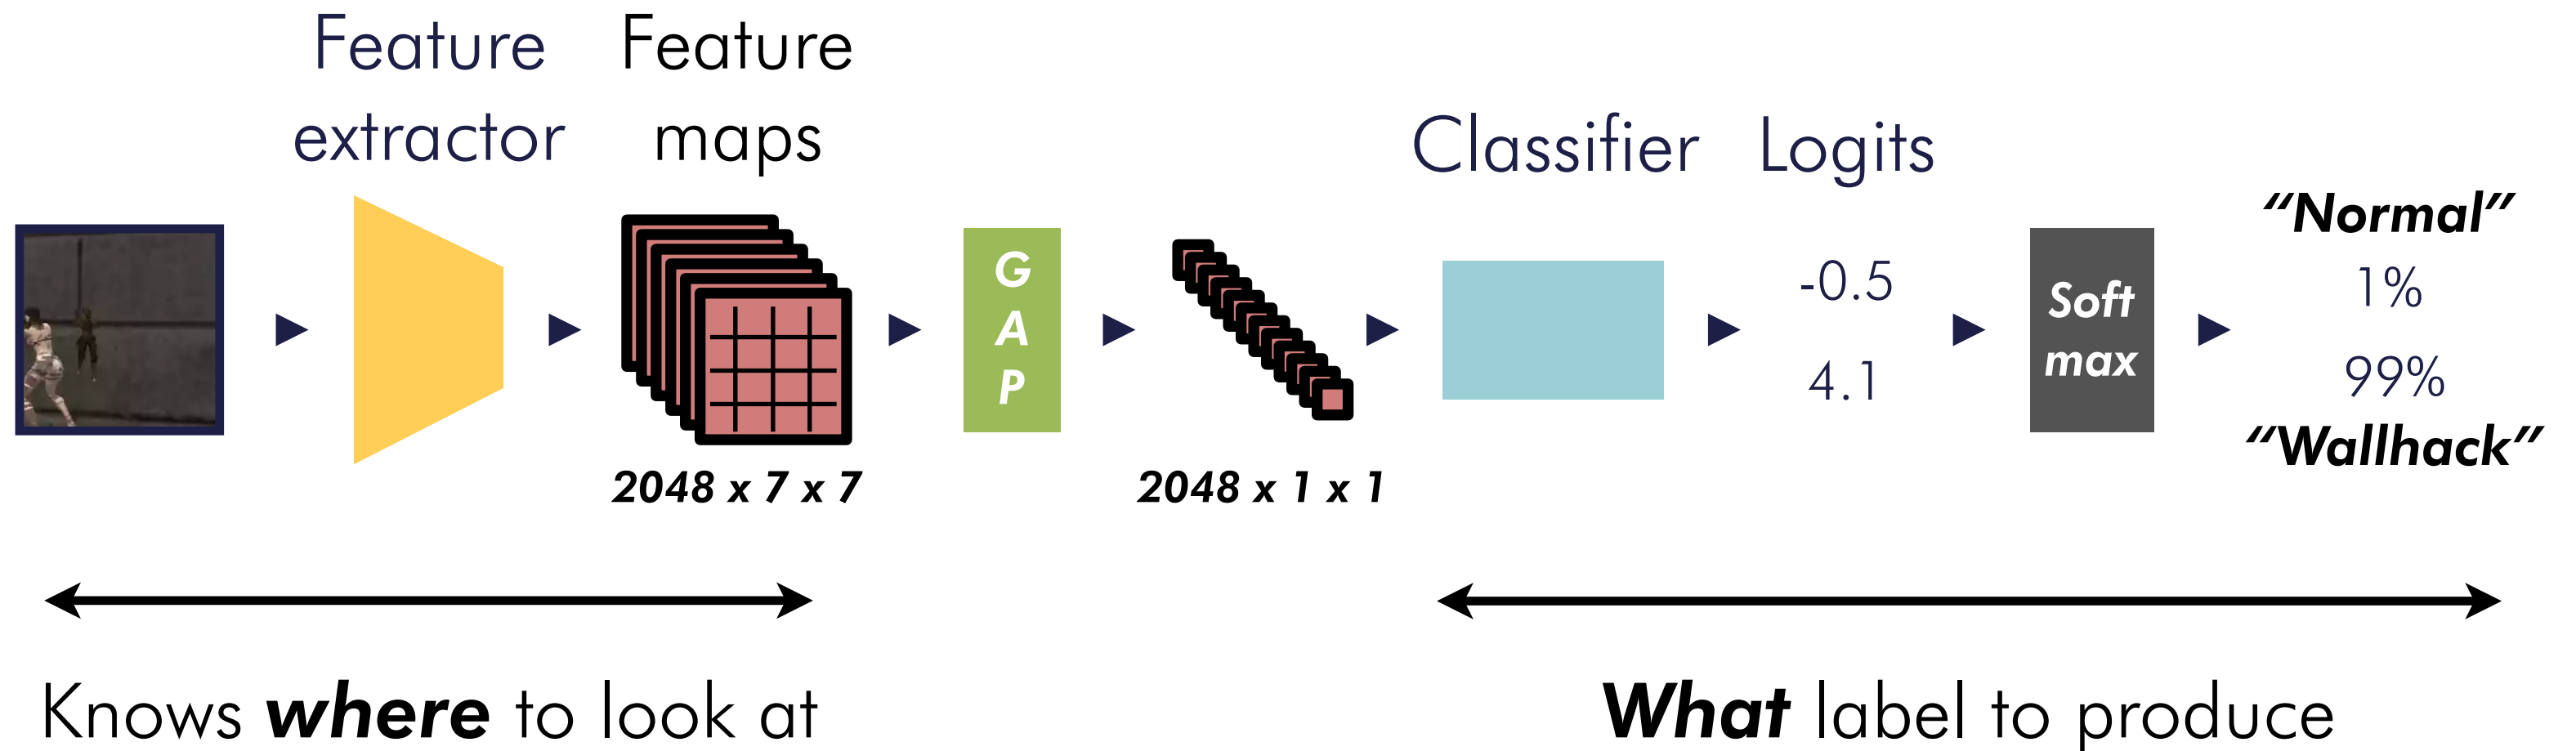 Feature
extractor
Feature
maps
Classifier
Logits
G
A
P
-0.5
4.1
Soft
max
“Normal”
1%
99%
“Wallhack”
2048 x 7 x 7
2048 x 1 x 1
Knows where to look at
What label to produce